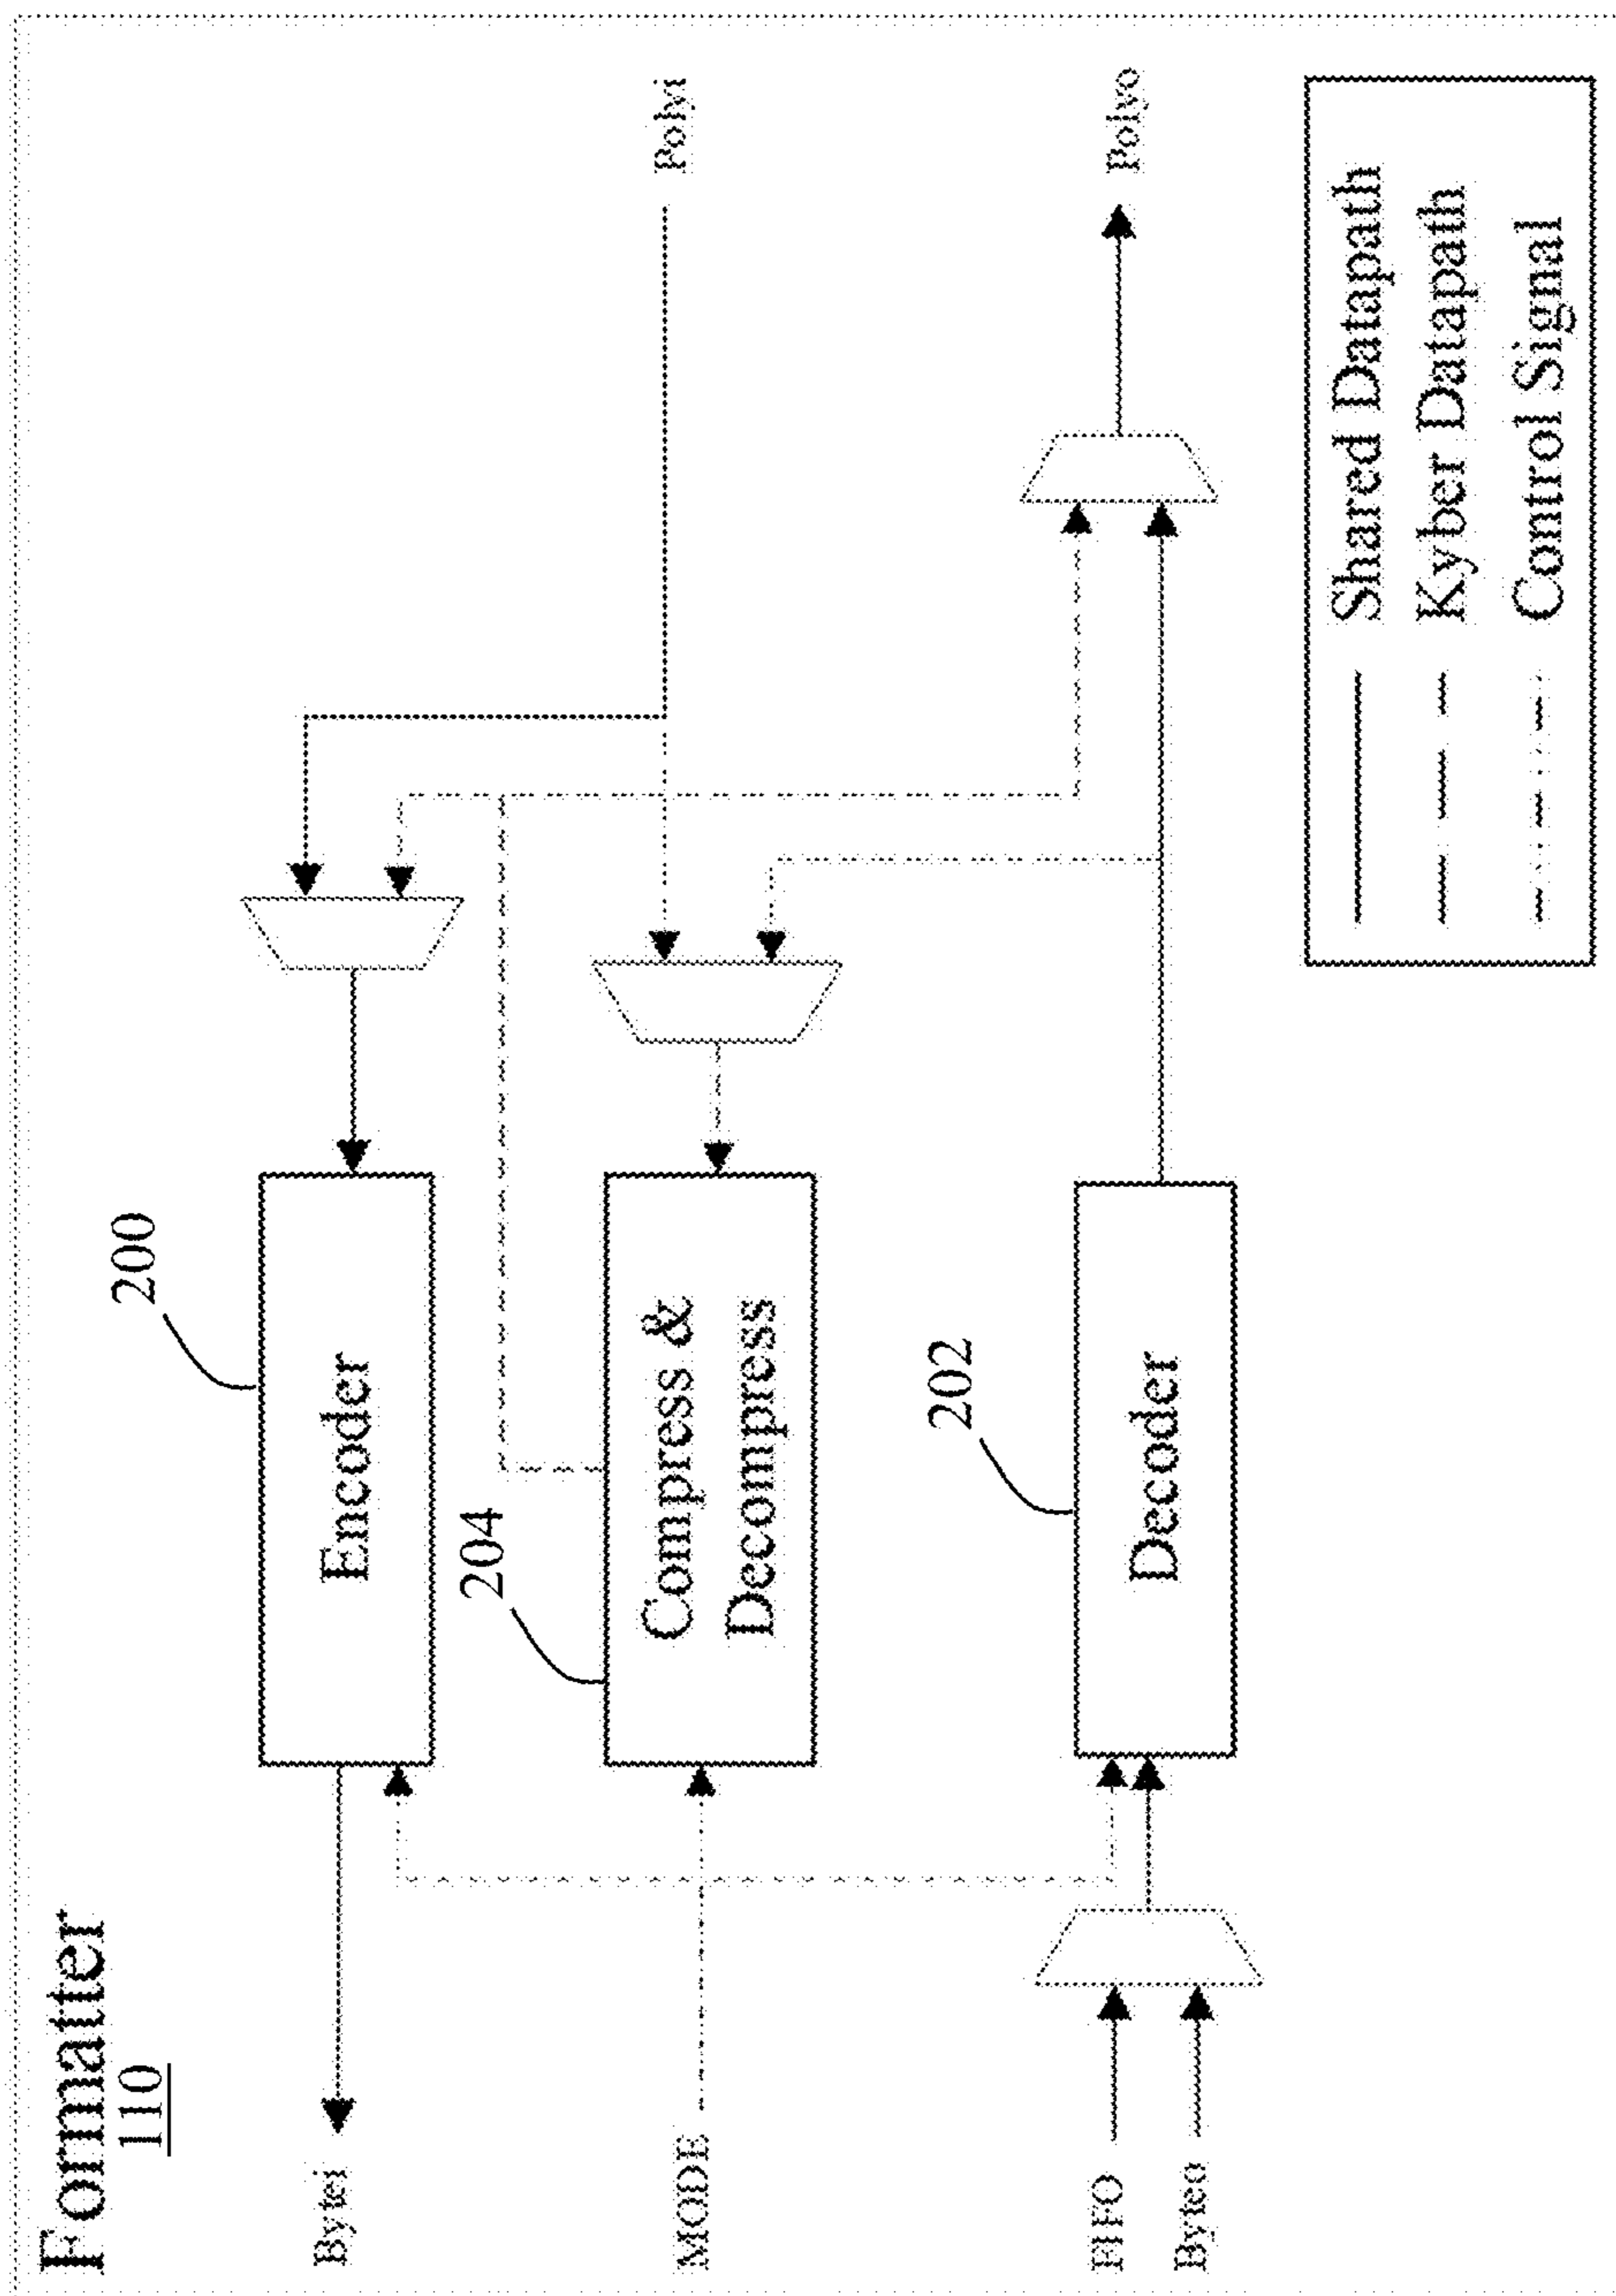 Formatter
110
Bytei
MODE
FIFO
Byteo
200
Encoder
204
Compress &
Decompress
202
Decoder
Polyi
Polyo
Shared Datapath
Kyber Datapath
Control Signal